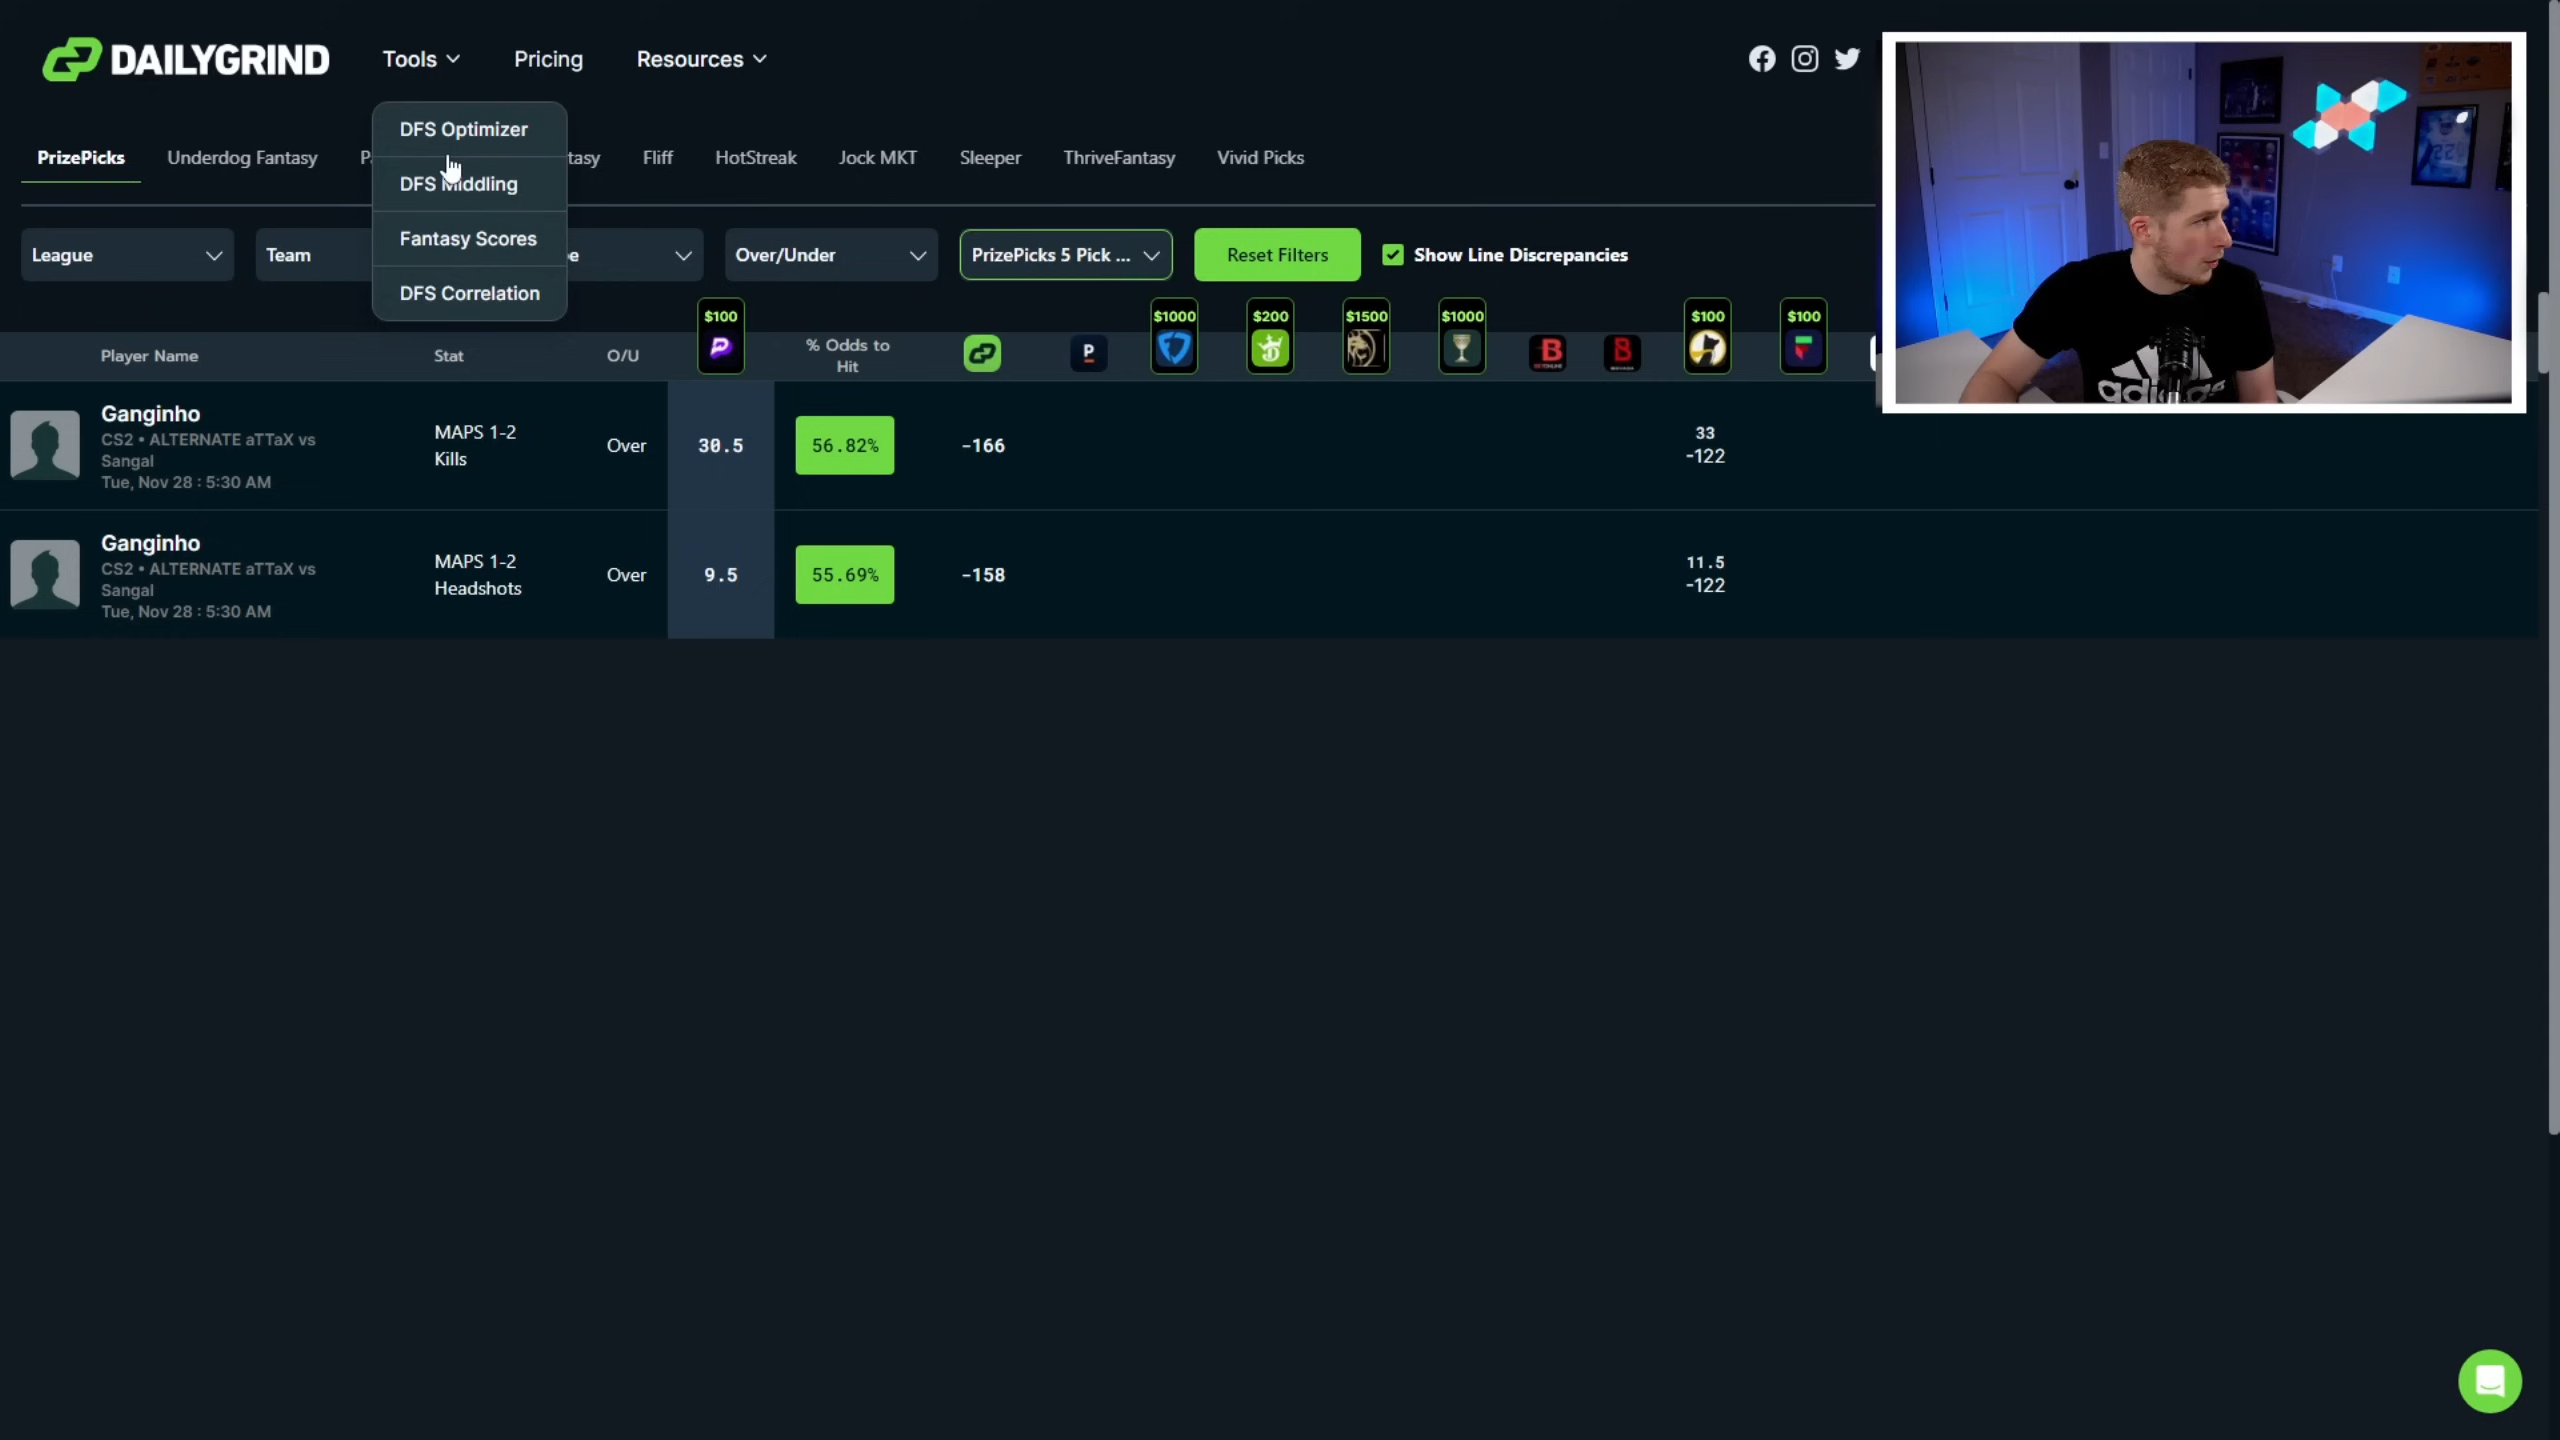 DAILYGRIND
Tools
Pricing
Resources
DFS Optimizer
DFS Middling
Fantasy Scores
DFS Correlation
PrizePicks
Underdog Fantasy
Fliff
HotStreak
Jock MKT
Sleeper
ThriveFantasy
Vivid Picks
League
Team
Over/Under
PrizePicks 5 Pick ...
Reset Filters
Show Line Discrepancies
$100
$1000
$200
$1500
$1000
$100
$100
Player Name
Stat
O/U
% Odds to
Hit
P
B
B
Ganginho
CS2 • ALTERNATE aTTaX vs
Sangal
Tue, Nov 28 : 5:30 AM
MAPS 1-2
Kills
Over
30.5
56.82%
-166
33
-122
Ganginho
CS2 • ALTERNATE aTTaX vs
Sangal
Tue, Nov 28 : 5:30 AM
MAPS 1-2
Headshots
Over
9.5
55.69%
-158
11.5
-122
adidas
22